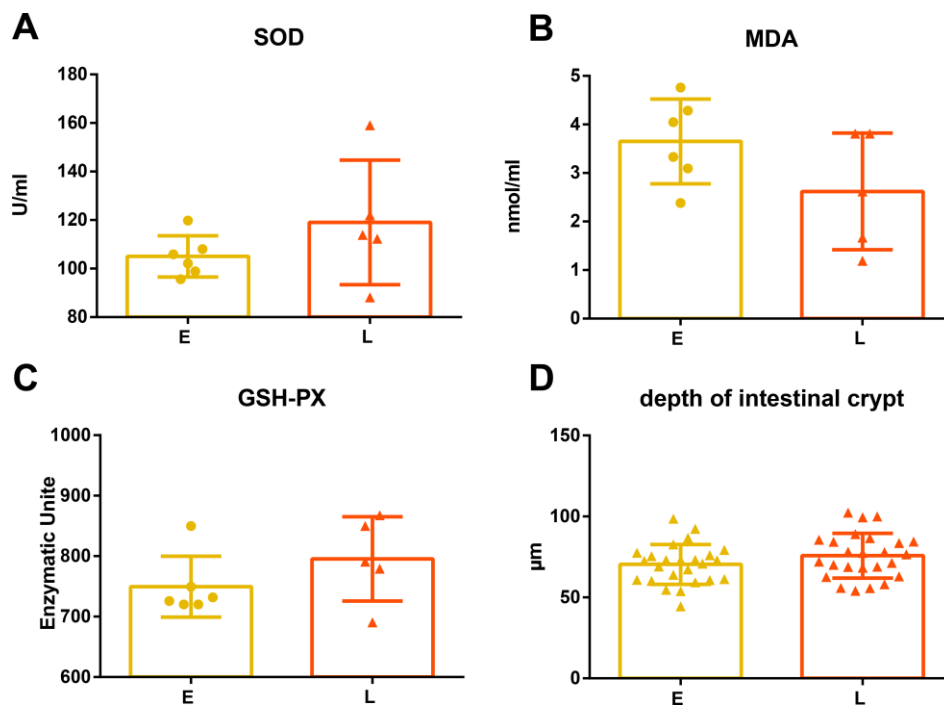 A
SOD
U/ml
180
160
140
120
100
80
E
L
B
MDA
nmol/ml
5
4
3
2
1
0
E
L
C
GSH-PX
Enzymatic Unite
1000
900
800
700
600
E
L
D
depth of intestinal crypt
μm
150
100
50
0
E
L